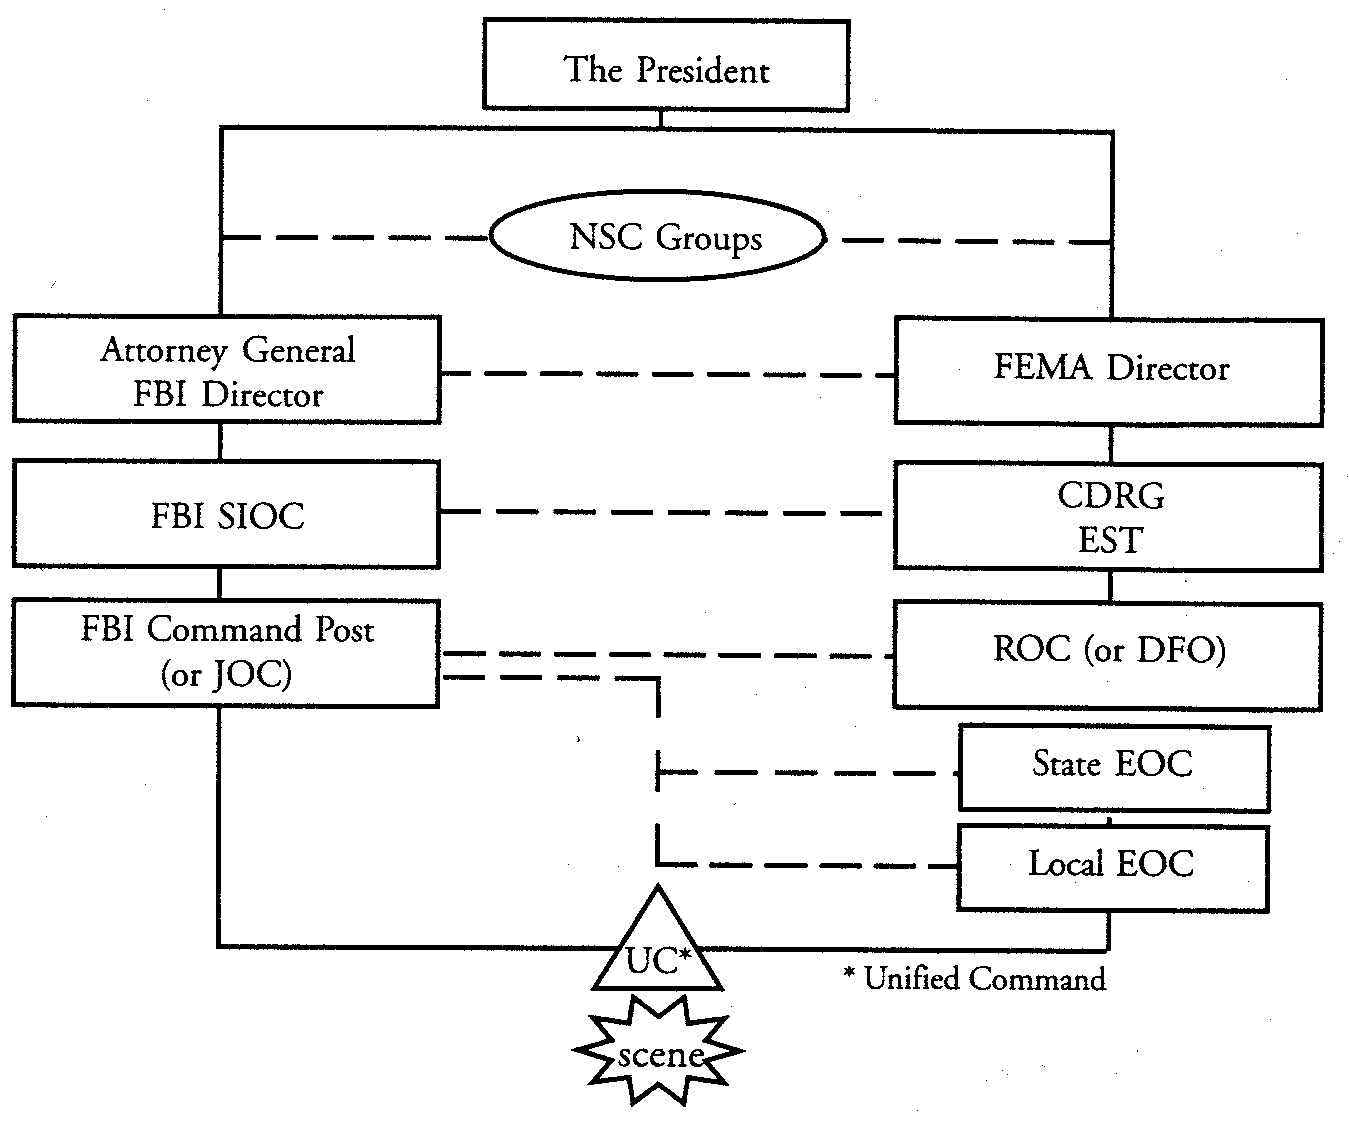 The President
NSC Groups
Attorney General
FBI Director
FEMA Director
FBI SIOC
CDRG
EST
FBI Command Post
(or JOC)
ROC (or DFO)
State EOC
Local EOC
UC*
* Unified Command
scene